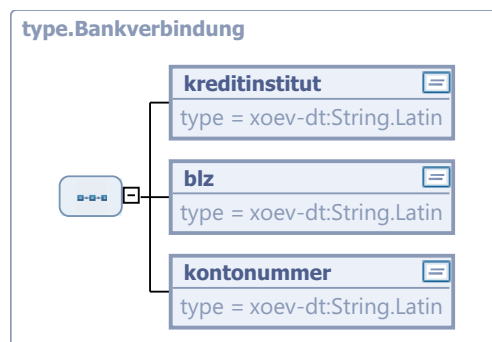 type.Bankverbindung
kreditinstitut
type = xoev-dt:String.Latin
blz
type = xoev-dt:String.Latin
kontonummer
type = xoev-dt:String.Latin